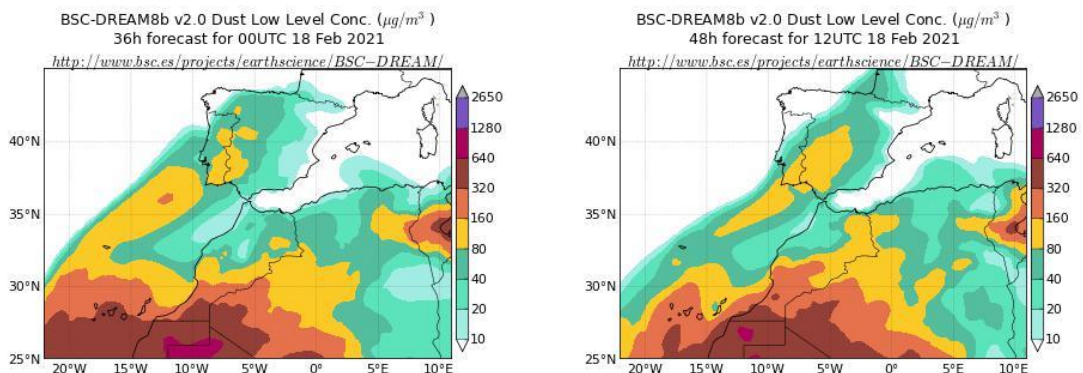 BSC-DREAM8b v2.0 Dust Low Level Conc. (μg/m³ )
36h forecast for 00UTC 18 Feb 2021
http://www.bsc.es/projects/earthscience/BSC−DREAM/
40°N
35°N
30°N
25°N
20°W
15°W
10°W
5°W
0°
5°E
10°E
2650
1280
640
320
160
80
40
20
10
BSC-DREAM8b v2.0 Dust Low Level Conc. (μg/m³ )
48h forecast for 12UTC 18 Feb 2021
http://www.bsc.es/projects/earthscience/BSC−DREAM/
40°N
35°N
30°N
25°N
20°W
15°W
10°W
5°W
0°
5°E
10°E
2650
1280
640
320
160
80
40
20
10